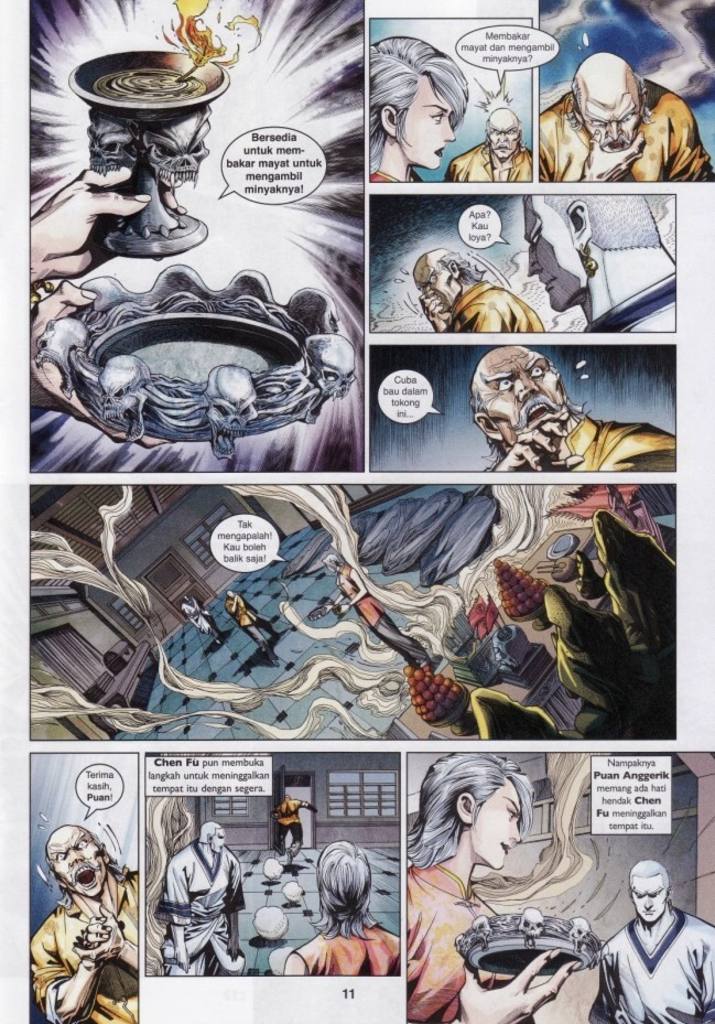 Bersedia
untuk mem-
bakar mayat untuk
mengambil
minyaknya!
Membakar
mayat dan mengambil
minyaknya?
Apa?
Kau
loya?
Cuba
bau dalam
tokong
ini...
Tak
mengapalah!
Kau boleh
balik saja!
Terima
kasih,
Puan!
Chen Fu pun membuka
langkah untuk meninggalkan
tempat itu dengan segera.
Nampaknya
Puan Anggerik
memang ada hati
hendak Chen
Fu meninggalkan
tempat itu.
11